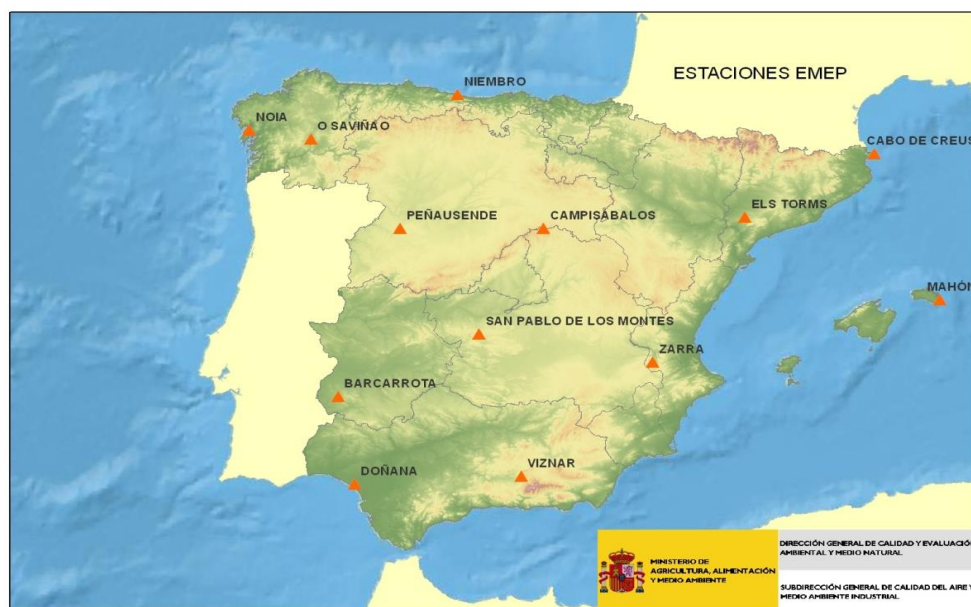 ESTACIONES EMEP
NIEMBRO
NOIA
O SAVIÑAO
CABO DE CREUS
ELS TORMS
PEÑAUSENDE
CAMPISÁBALOS
MAHÓN
SAN PABLO DE LOS MONTES
ZARRA
BARCARROTA
DOÑANA
VIZNAR
MINISTERIO DE
AGRICULTURA, ALIMENTACIÓN
Y MEDIO AMBIENTE
DIRECCIÓN GENERAL DE CALIDAD Y EVALUACIÓ
AMBIENTAL Y MEDIO NATURAL
SUBDIRECCIÓN GENERAL DE CALIDAD DEL AIRE Y
MEDIO AMBIENTE INDUSTRIAL